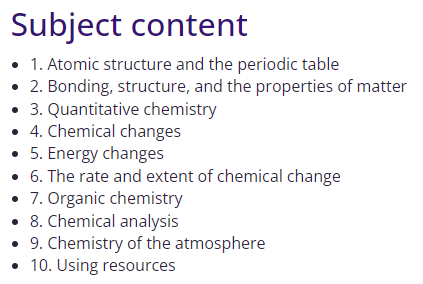 Subject content
• 1. Atomic structure and the periodic table
• 2. Bonding, structure, and the properties of matter
• 3. Quantitative chemistry
• 4. Chemical changes
• 5. Energy changes
• 6. The rate and extent of chemical change
• 7. Organic chemistry
• 8. Chemical analysis
• 9. Chemistry of the atmosphere
• 10. Using resources